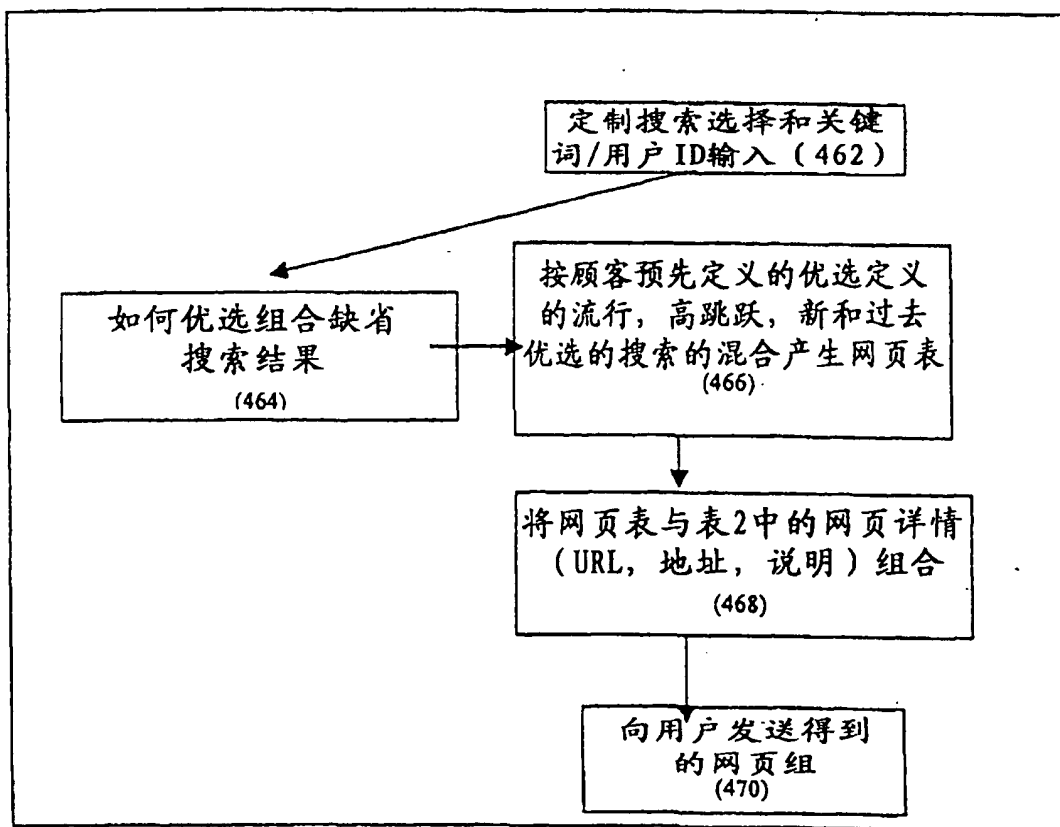 定制搜索选择和关键
词/用户ID输入(462)
如何优选组合缺省
搜索结果
(464)
按顾客预先定义的优选定义
的流行,高跳跃,新和过去
优选的搜索的混合产生网页表
(466)
将网页表与表2中的网页详情
(URL,地址,说明)组合
(468)
向用户发送得到
的网页组
(470)